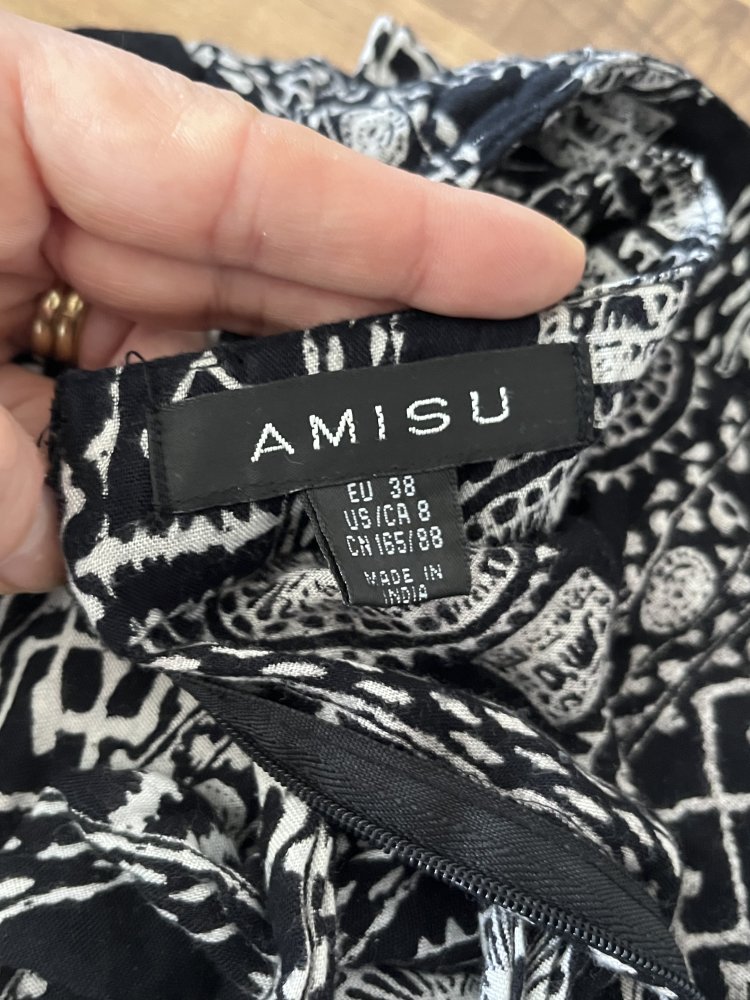 AMISU
EU 38
US/CA 8
CN 165/88
MADE IN
INDIA